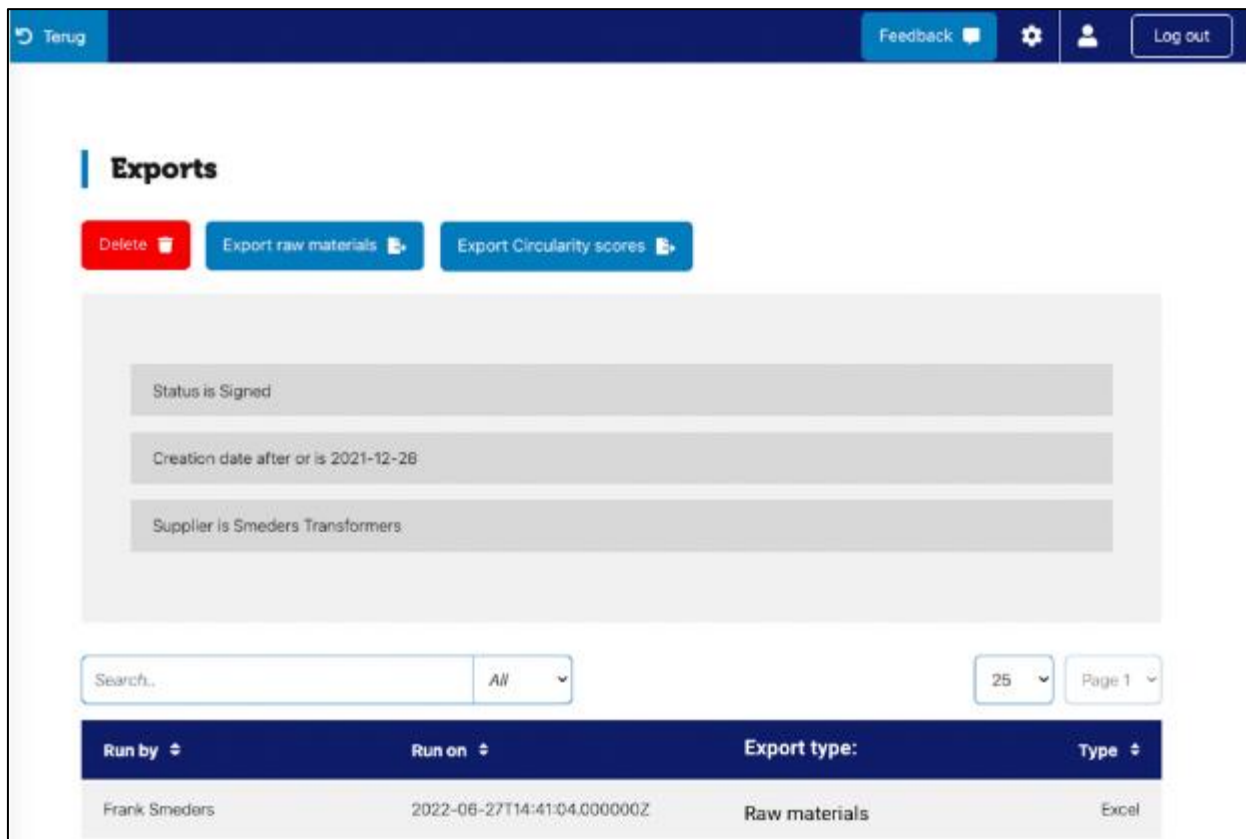 Terug Feedback Log out
Exports
Delete Export raw materials Export Circularity scores
Status is Signed
Creation date after or is 2021-12-28
Supplier is Smeders Transformers
Search.. All 25 Page 1
Run by Run on Export type: Type
Frank Smeders 2022-06-27T14:41:04.000000Z Raw materials Excel